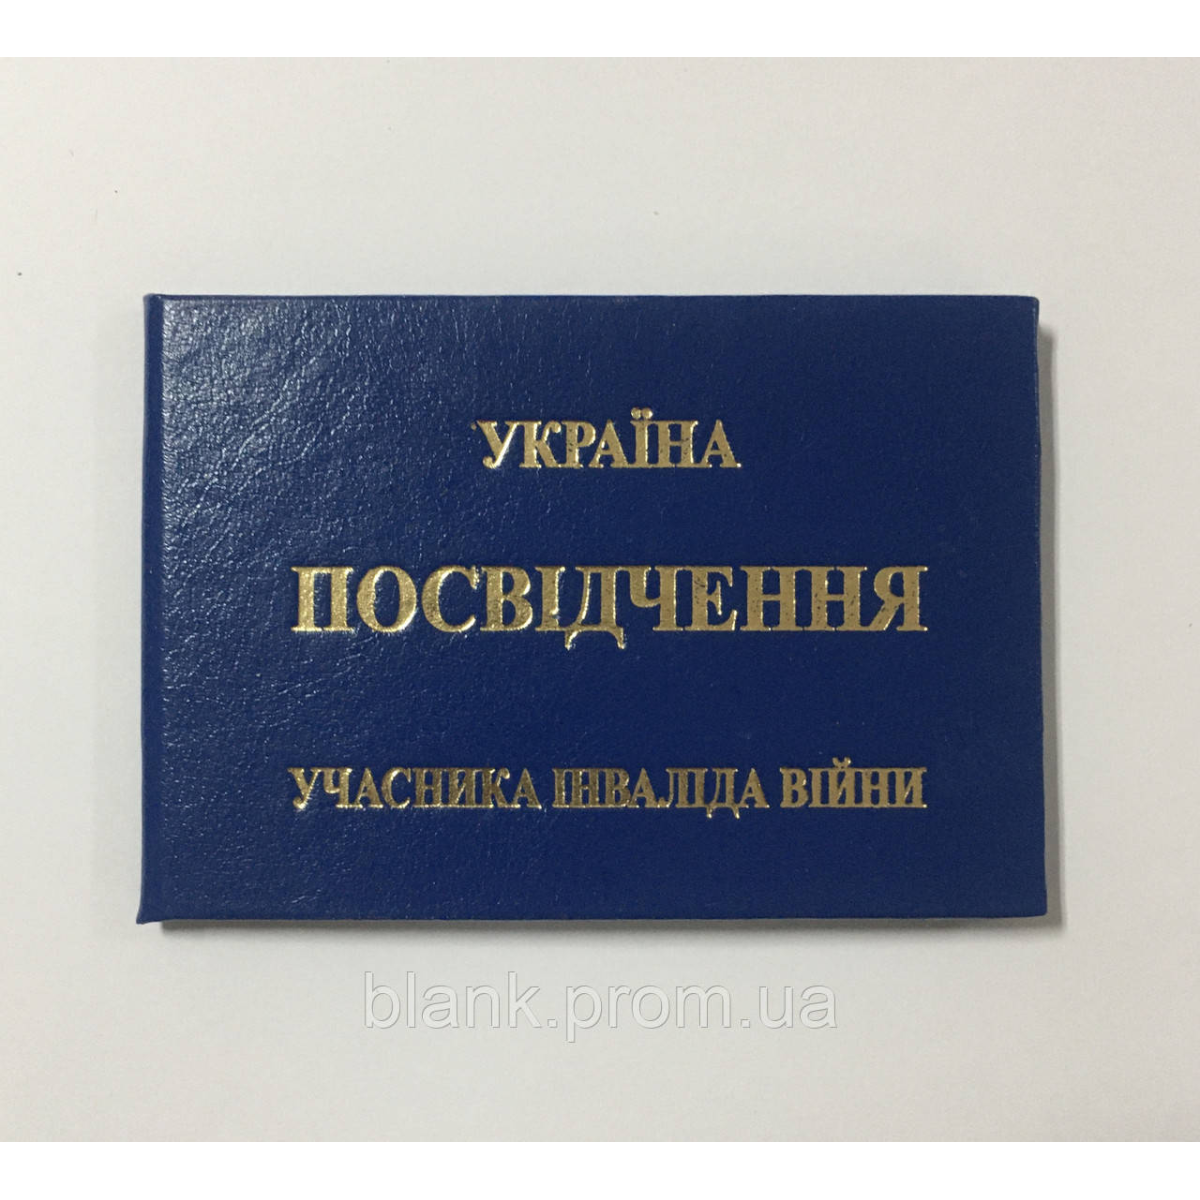 УКРАЇНА
ПОСВІДЧЕННЯ
УЧАСНИКА ІНВАЛІДА ВІЙНИ
blank.prom.ua